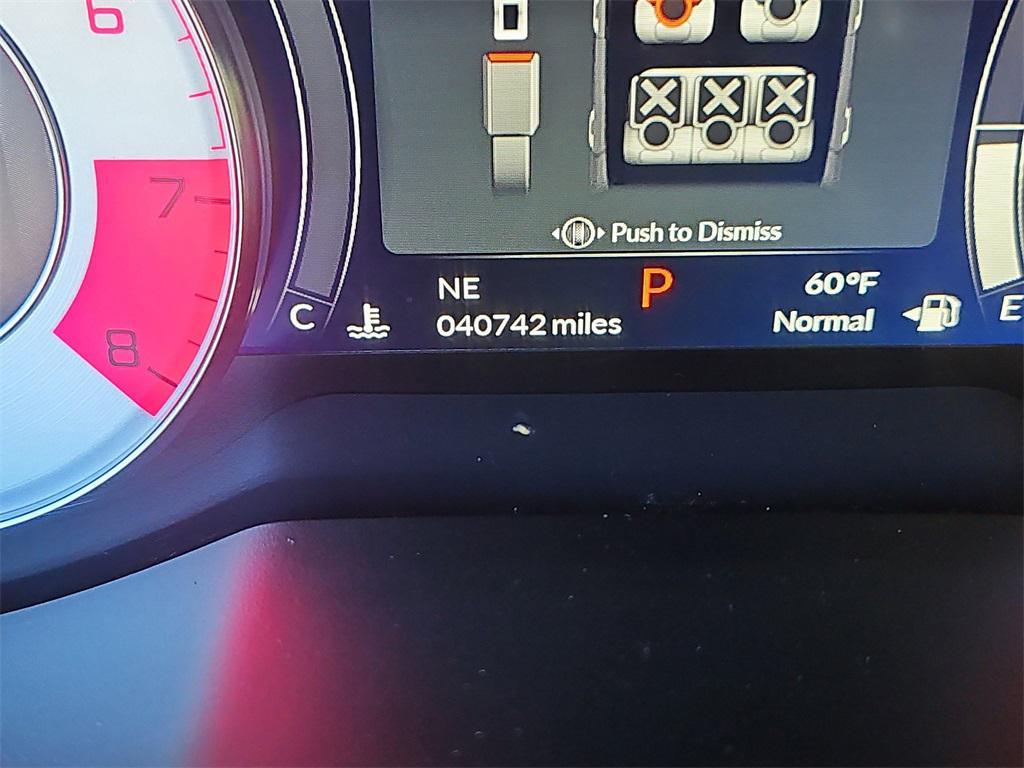 6
7
8
Push to Dismiss
NE P 60°F
C 040742 miles Normal E